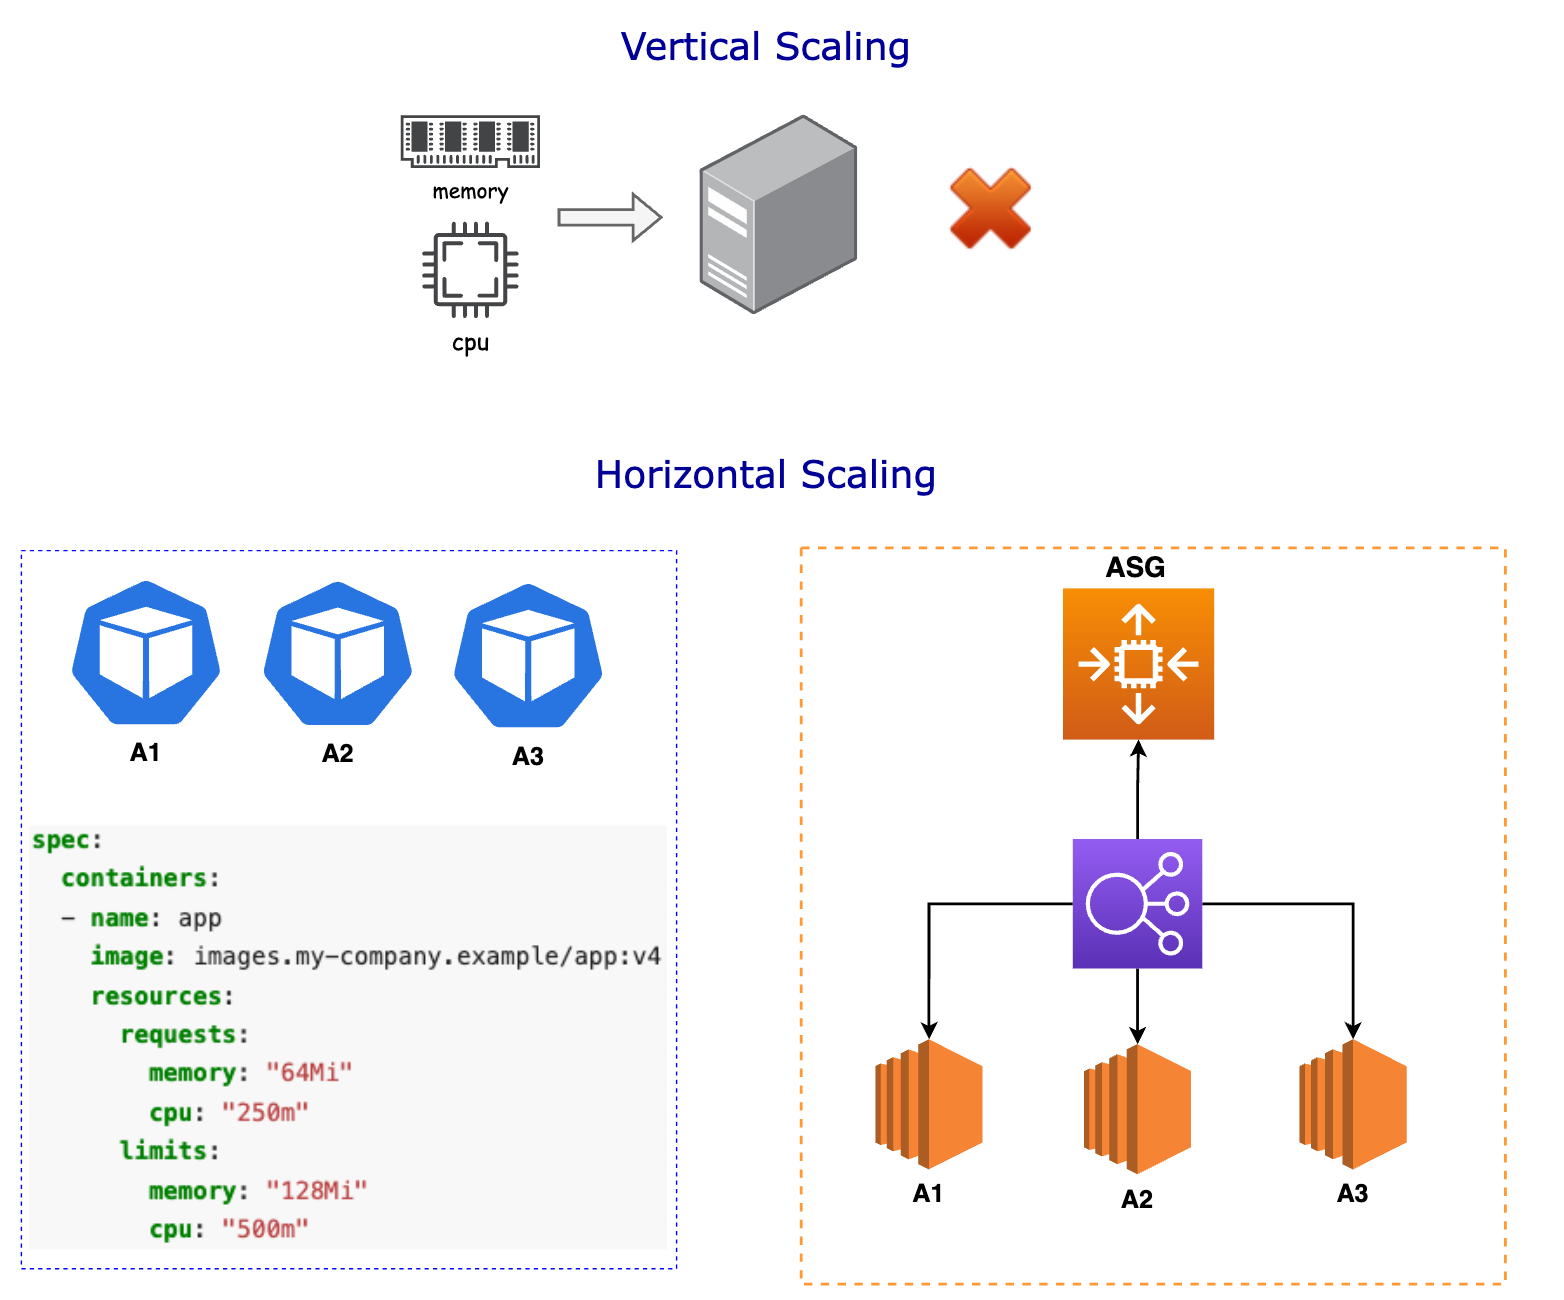 Vertical Scaling
memory
cpu
Horizontal Scaling
A1
A2
A3
spec:
  containers:
  - name: app
    image: images.my-company.example/app:v4
    resources:
      requests:
        memory: "64Mi"
        cpu: "250m"
      limits:
        memory: "128Mi"
        cpu: "500m"
ASG
A1
A2
A3